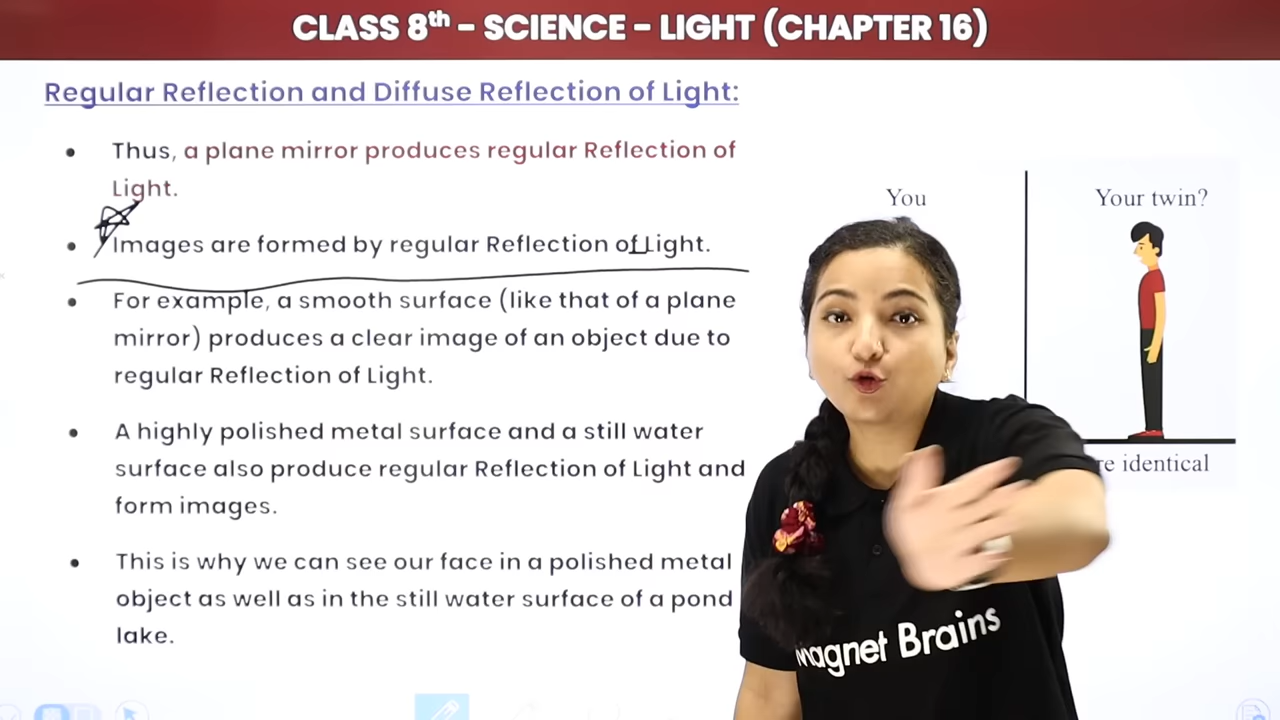 CLASS 8th - SCIENCE - LIGHT (CHAPTER 16)
Regular Reflection and Diffuse Reflection of Light:
• Thus, a plane mirror produces regular Reflection of
Light.
• Images are formed by regular Reflection of Light.
• For example, a smooth surface (like that of a plane
mirror) produces a clear image of an object due to
regular Reflection of Light.
• A highly polished metal surface and a still water
surface also produce regular Reflection of Light and
form images.
• This is why we can see our face in a polished metal
object as well as in the still water surface of a pond
lake.
You
Your twin?
re identical
Magnet Brains